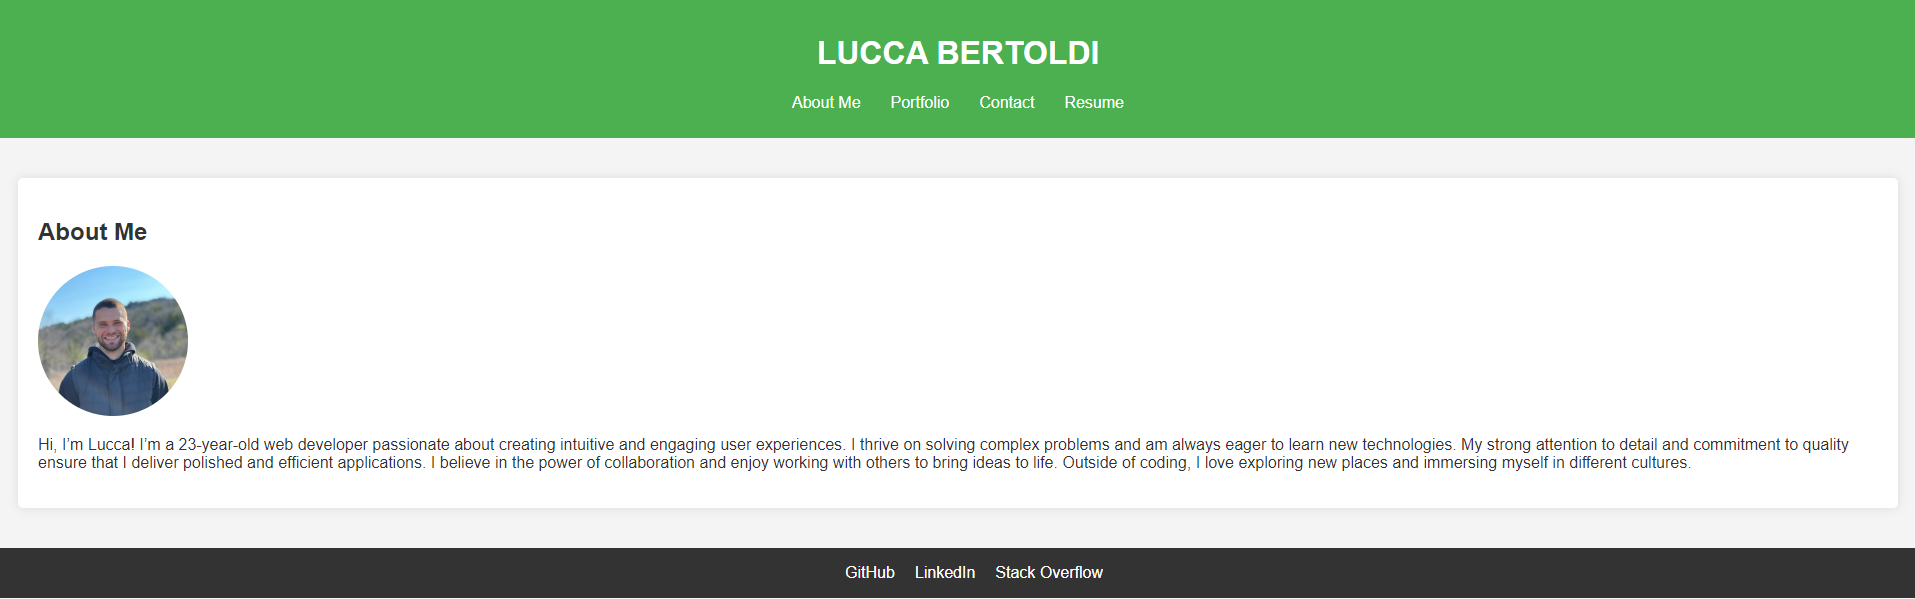 LUCCA BERTOLDI
About Me Portfolio Contact Resume
About Me
Hi, I’m Lucca! I’m a 23-year-old web developer passionate about creating intuitive and engaging user experiences. I thrive on solving complex problems and am always eager to learn new technologies. My strong attention to detail and commitment to quality
ensure that I deliver polished and efficient applications. I believe in the power of collaboration and enjoy working with others to bring ideas to life. Outside of coding, I love exploring new places and immersing myself in different cultures.
GitHub LinkedIn Stack Overflow